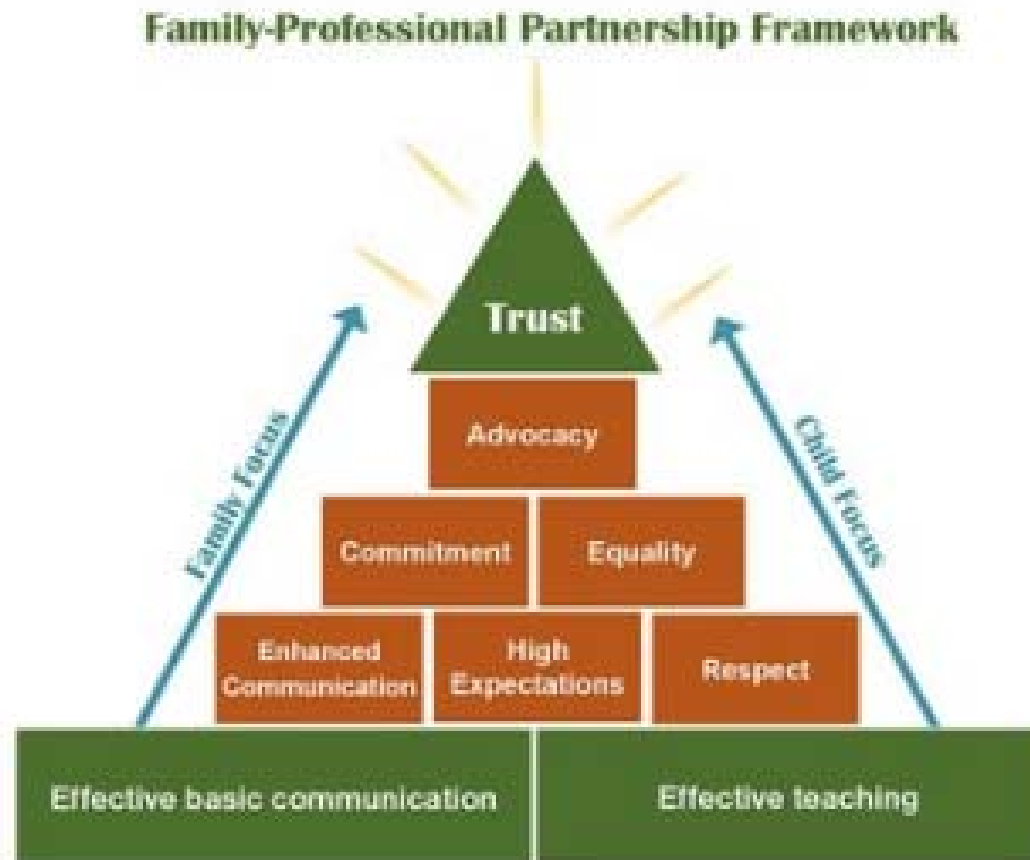 Family-Professional Partnership Framework
Trust
Advocacy
Family Focus
Child Focus
Commitment
Equality
Enhanced
Communication
High
Expectations
Respect
Effective basic communication
Effective teaching